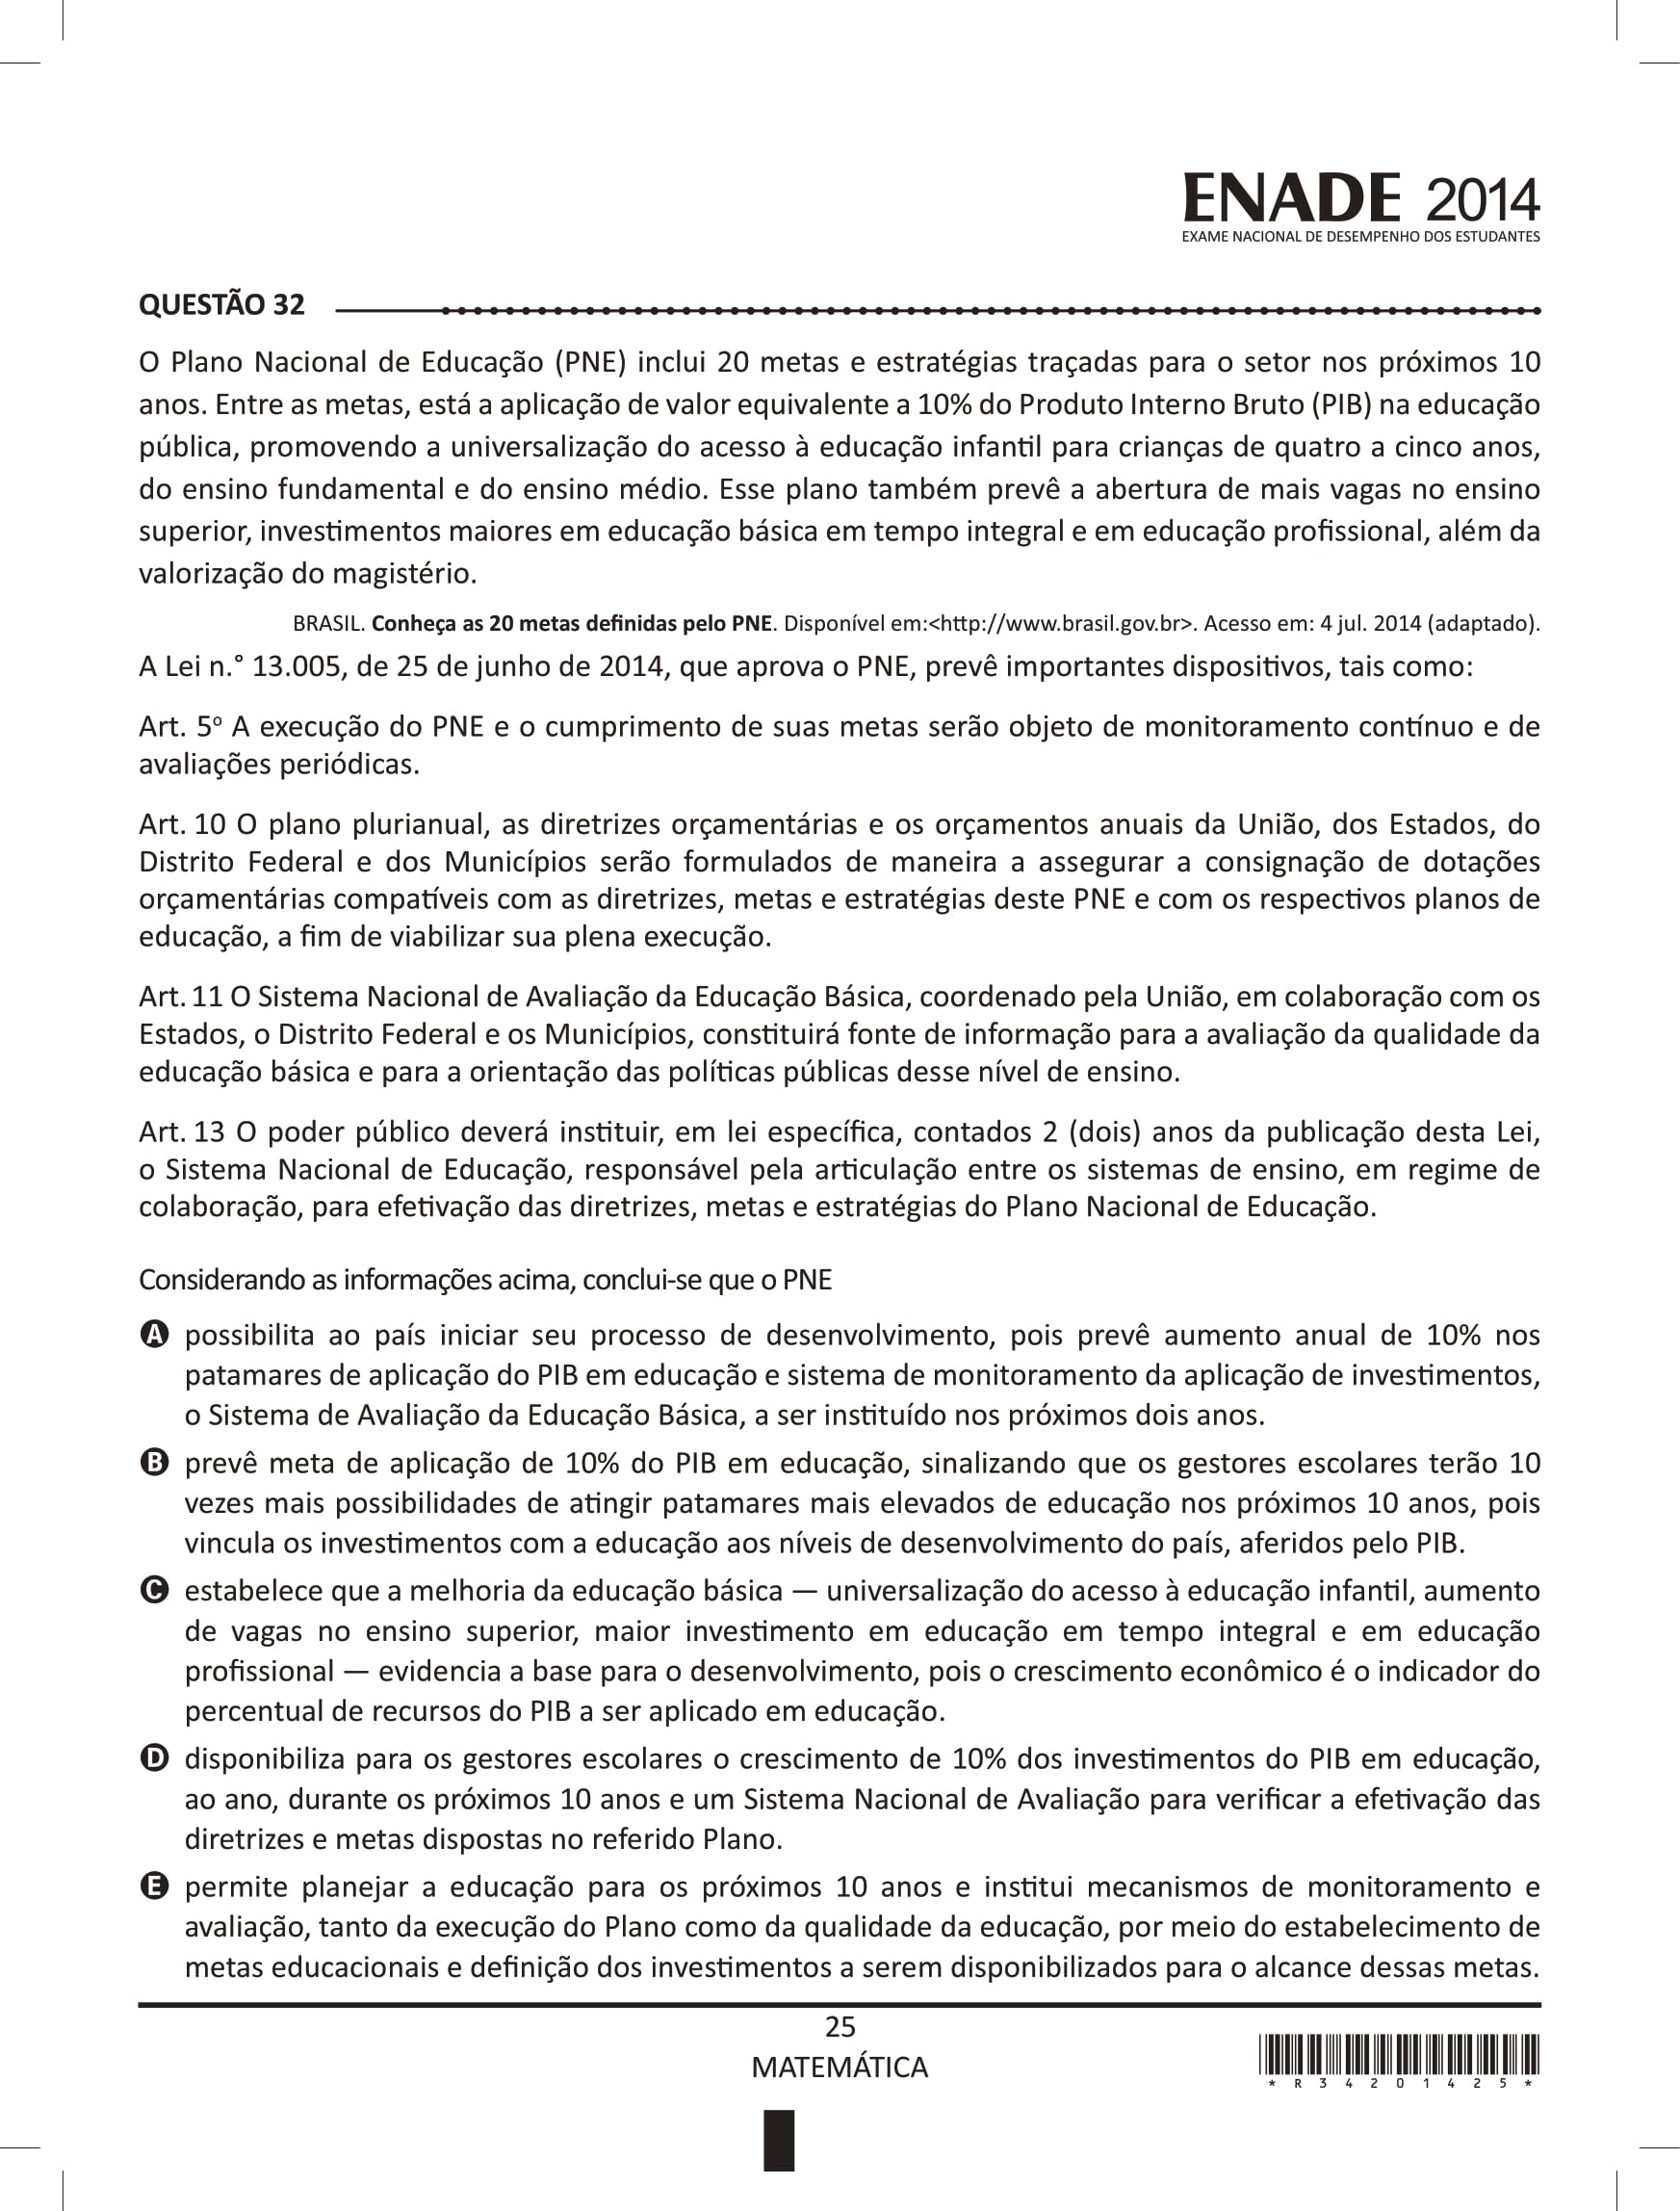 ENADE 2014
EXAME NACIONAL DE DESEMPENHO DOS ESTUDANTES
QUESTÃO 32
O Plano Nacional de Educação (PNE) inclui 20 metas e estratégias traçadas para o setor nos próximos 10
anos. Entre as metas, está a aplicação de valor equivalente a 10% do Produto Interno Bruto (PIB) na educação
pública, promovendo a universalização do acesso à educação infantil para crianças de quatro a cinco anos,
do ensino fundamental e do ensino médio. Esse plano também prevê a abertura de mais vagas no ensino
superior, investimentos maiores em educação básica em tempo integral e em educação profissional, além da
valorização do magistério.
BRASIL. Conheça as 20 metas definidas pelo PNE. Disponível em:<http://www.brasil.gov.br>. Acesso em: 4 jul. 2014 (adaptado).
A Lei n.° 13.005, de 25 de junho de 2014, que aprova o PNE, prevê importantes dispositivos, tais como:
Art. 5º A execução do PNE e o cumprimento de suas metas serão objeto de monitoramento contínuo e de
avaliações periódicas.
Art. 10 O plano plurianual, as diretrizes orçamentárias e os orçamentos anuais da União, dos Estados, do
Distrito Federal e dos Municípios serão formulados de maneira a assegurar a consignação de dotações
orçamentárias compatíveis com as diretrizes, metas e estratégias deste PNE e com os respectivos planos de
educação, a fim de viabilizar sua plena execução.
Art. 11 O Sistema Nacional de Avaliação da Educação Básica, coordenado pela União, em colaboração com os
Estados, o Distrito Federal e os Municípios, constituirá fonte de informação para a avaliação da qualidade da
educação básica e para a orientação das políticas públicas desse nível de ensino.
Art. 13 O poder público deverá instituir, em lei específica, contados 2 (dois) anos da publicação desta Lei,
o Sistema Nacional de Educação, responsável pela articulação entre os sistemas de ensino, em regime de
colaboração, para efetivação das diretrizes, metas e estratégias do Plano Nacional de Educação.
Considerando as informações acima, conclui-se que o PNE
A possibilita ao país iniciar seu processo de desenvolvimento, pois prevê aumento anual de 10% nos
patamares de aplicação do PIB em educação e sistema de monitoramento da aplicação de investimentos,
o Sistema de Avaliação da Educação Básica, a ser instituído nos próximos dois anos.
B prevê meta de aplicação de 10% do PIB em educação, sinalizando que os gestores escolares terão 10
vezes mais possibilidades de atingir patamares mais elevados de educação nos próximos 10 anos, pois
vincula os investimentos com a educação aos níveis de desenvolvimento do país, aferidos pelo PIB.
C estabelece que a melhoria da educação básica — universalização do acesso à educação infantil, aumento
de vagas no ensino superior, maior investimento em educação em tempo integral e em educação
profissional — evidencia a base para o desenvolvimento, pois o crescimento econômico é o indicador do
percentual de recursos do PIB a ser aplicado em educação.
D disponibiliza para os gestores escolares o crescimento de 10% dos investimentos do PIB em educação,
ao ano, durante os próximos 10 anos e um Sistema Nacional de Avaliação para verificar a efetivação das
diretrizes e metas dispostas no referido Plano.
E permite planejar a educação para os próximos 10 anos e institui mecanismos de monitoramento e
avaliação, tanto da execução do Plano como da qualidade da educação, por meio do estabelecimento de
metas educacionais e definição dos investimentos a serem disponibilizados para o alcance dessas metas.
25
MATEMÁTICA
* R 3 4 2 0 1 4 2 5 *